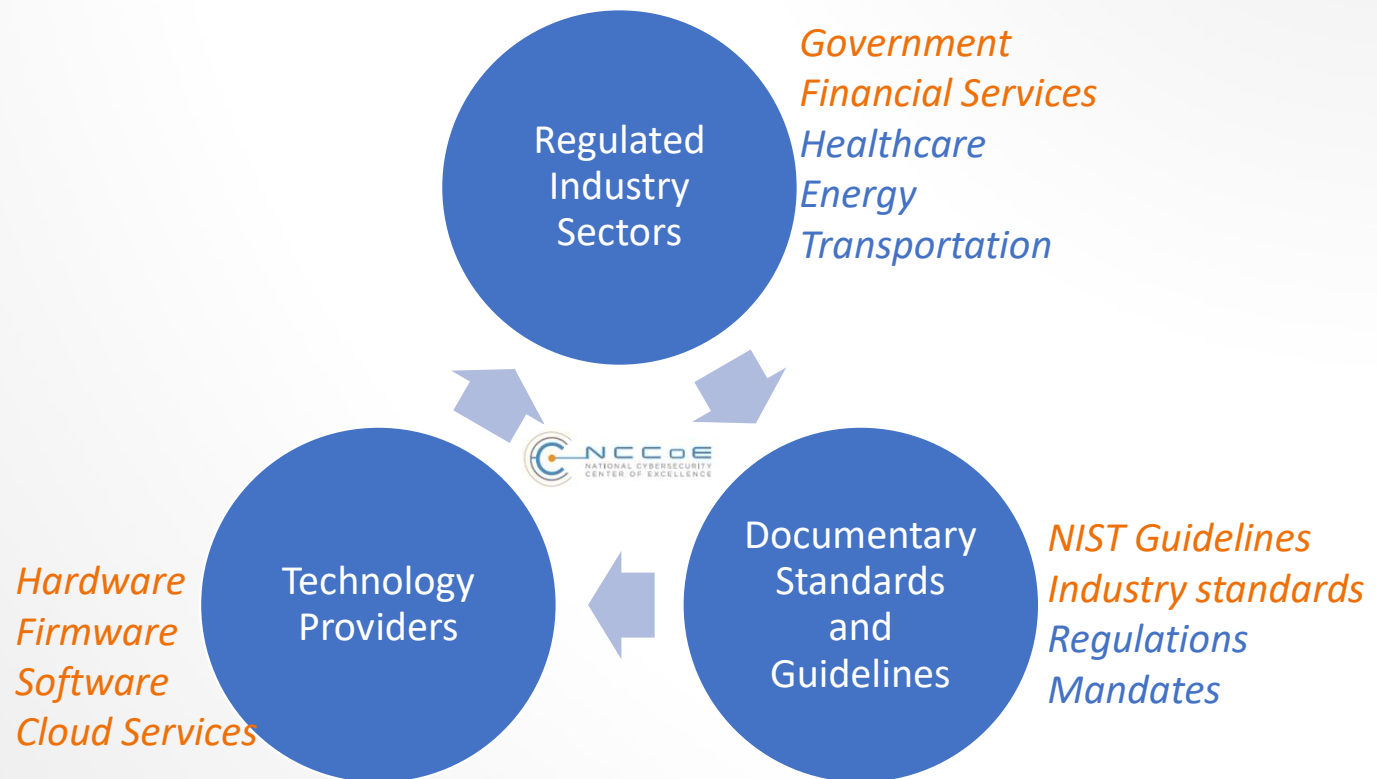 Regulated
Industry
Sectors
Government
Financial Services
Healthcare
Energy
Transportation
NCCoE
NATIONAL CYBERSECURITY
CENTER OF EXCELLENCE
Documentary
Standards
and
Guidelines
NIST Guidelines
Industry standards
Regulations
Mandates
Technology
Providers
Hardware
Firmware
Software
Cloud Services